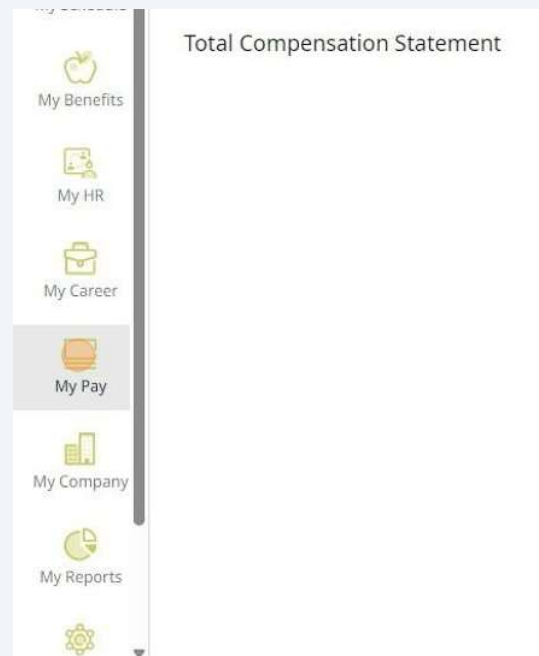 Total Compensation Statement
My Benefits
My HR
My Career
My Pay
My Company
My Reports